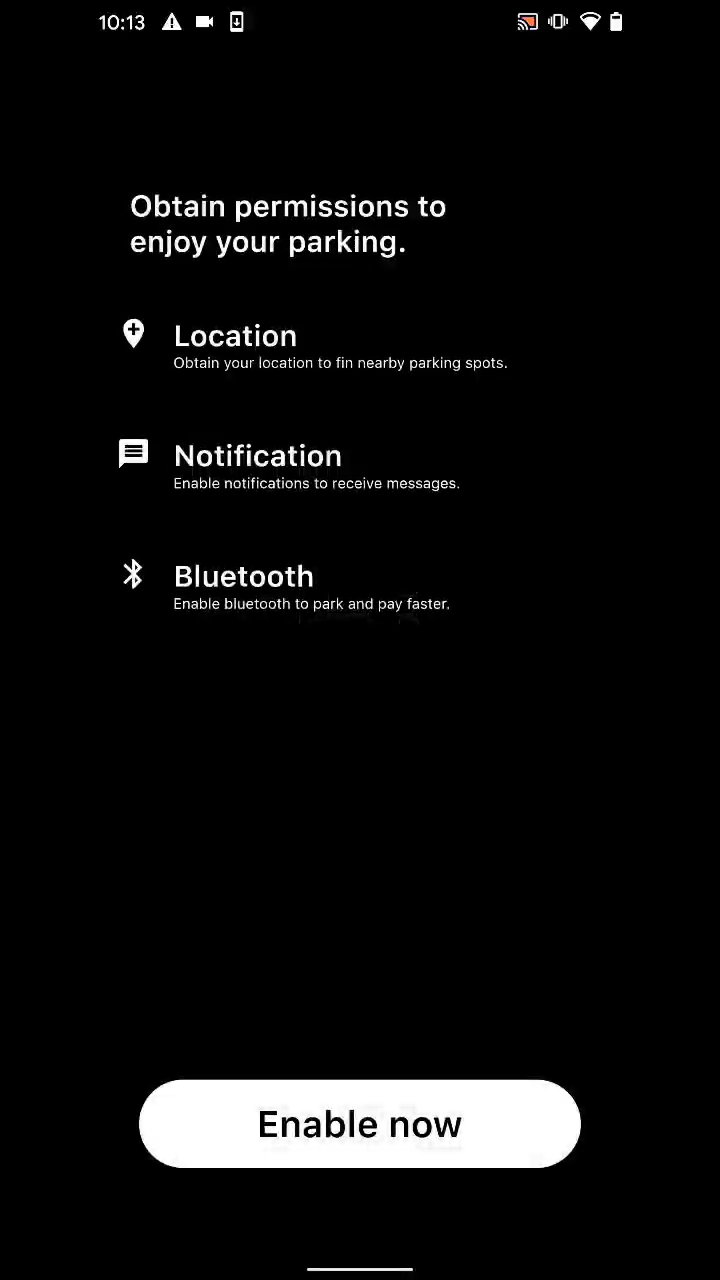 10:13
Obtain permissions to
enjoy your parking.
Location
Obtain your location to fin nearby parking spots.
Notification
Enable notifications to receive messages.
Bluetooth
Enable bluetooth to park and pay faster.
Enable now